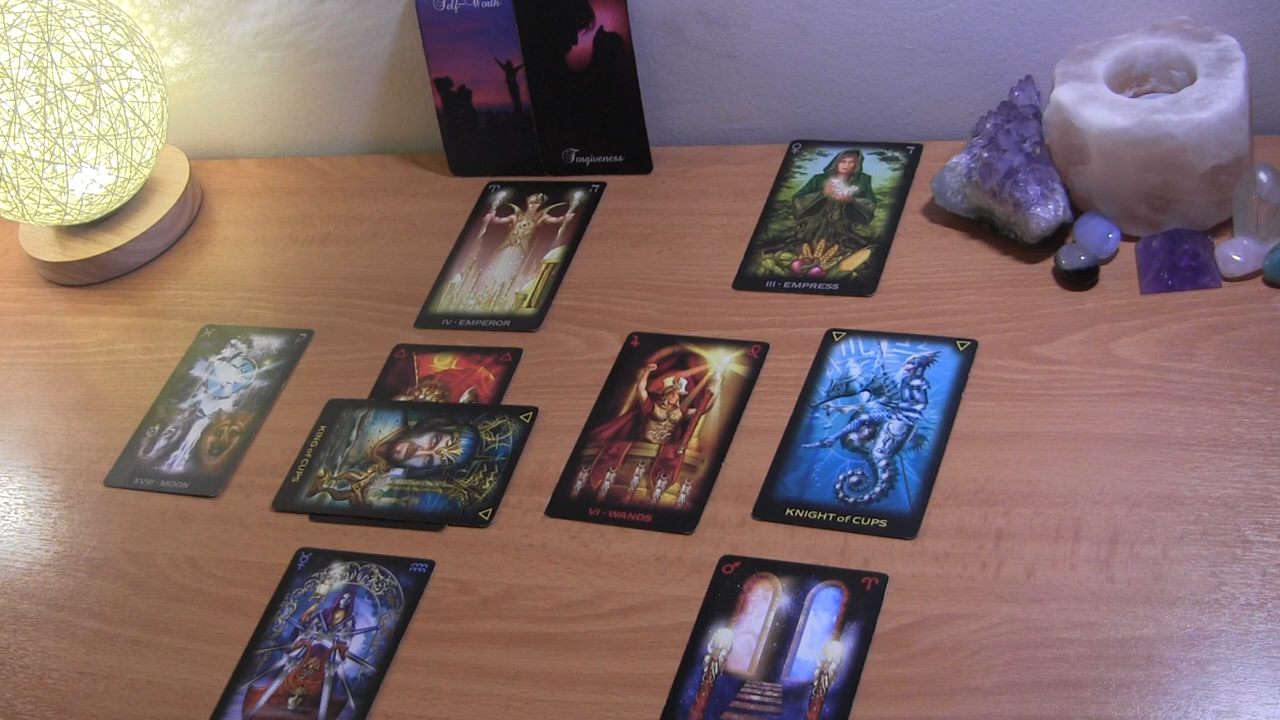 Self-Worth
Forgiveness
III · EMPRESS
IV · EMPEROR
XVIII · MOON
KING of CUPS
VI · WANDS
KNIGHT of CUPS